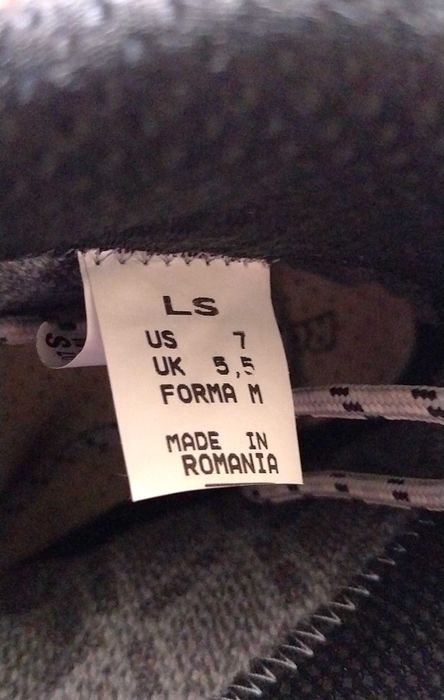 LS
US 7
UK 5,5
FORMA M
MADE IN
ROMANIA